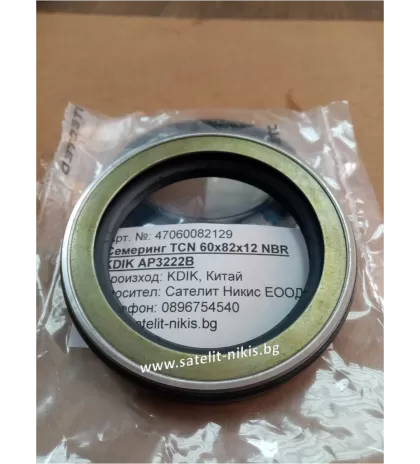 Арт. №: 47060082129
Семеринг TCN 60x82x12 NBR
KDIK AP3222B
Произход: KDIK, Китай
Вносител: Сателит Никис ЕООД
Телефон: 0896754540
www.satelit-nikis.bg
satelit-nikis.bg